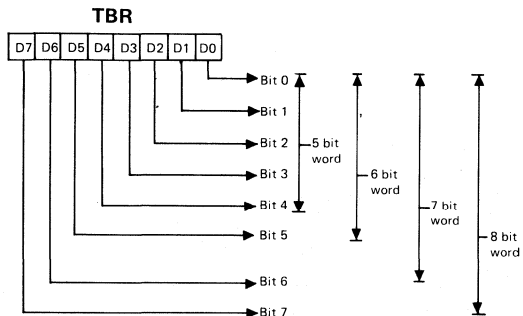 TBR
D7 D6 D5 D4 D3 D2 D1 D0
Bit 0
Bit 1
Bit 2
Bit 3
Bit 4
Bit 5
Bit 6
Bit 7
5 bit
word
6 bit
word
7 bit
word
8 bit
word